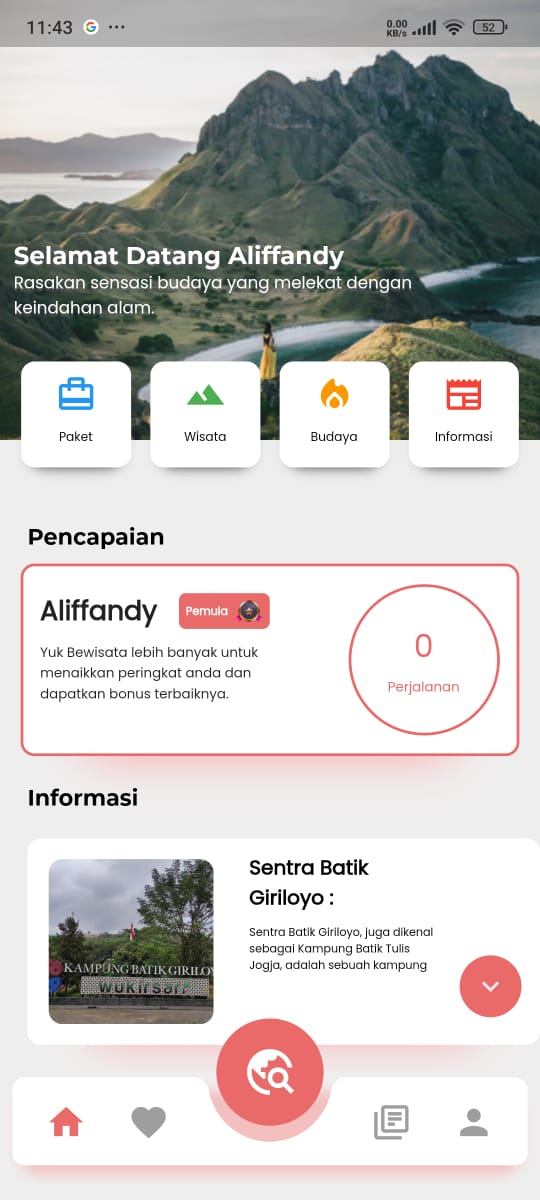 11:43
0.00
KB/s
52
Selamat Datang Aliffandy
Rasakan sensasi budaya yang melekat dengan
keindahan alam.
Paket
Wisata
Budaya
Informasi
Pencapaian
Aliffandy
Pemula
Yuk Bewisata lebih banyak untuk
menaikkan peringkat anda dan
dapatkan bonus terbaiknya.
0
Perjalanan
Informasi
Sentra Batik
Giriloyo :
Sentra Batik Giriloyo, juga dikenal
sebagai Kampung Batik Tulis
Jogja, adalah sebuah kampung
KAMPUNG BATIK GIRILOY
wukirsari